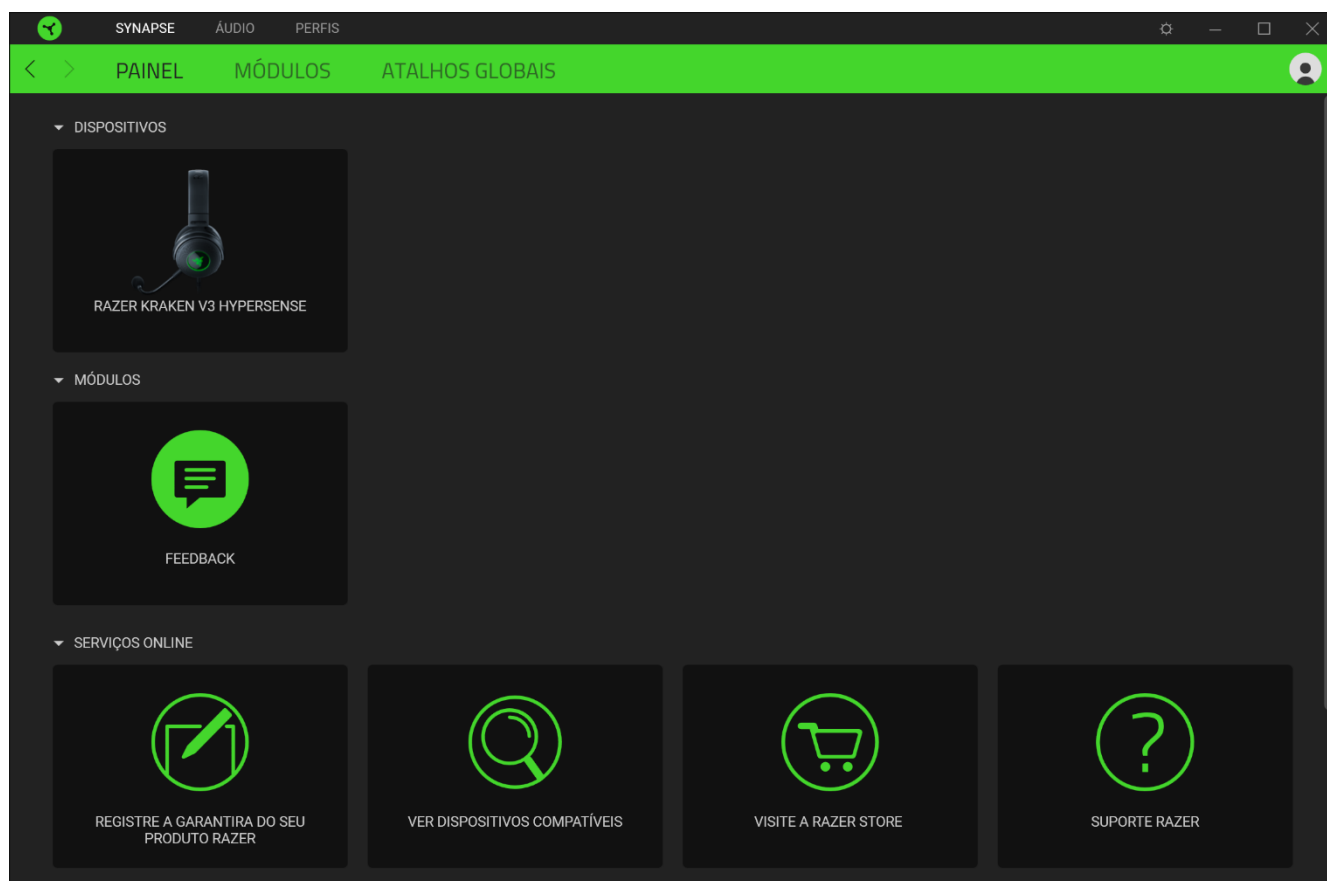 SYNAPSE ÁUDIO PERFIS
PAINEL MÓDULOS ATALHOS GLOBAIS
DISPOSITIVOS
RAZER KRAKEN V3 HYPERSENSE
MÓDULOS
FEEDBACK
SERVIÇOS ONLINE
REGISTRE A GARANTIRA DO SEU
PRODUTO RAZER
VER DISPOSITIVOS COMPATÍVEIS
VISITE A RAZER STORE
SUPORTE RAZER